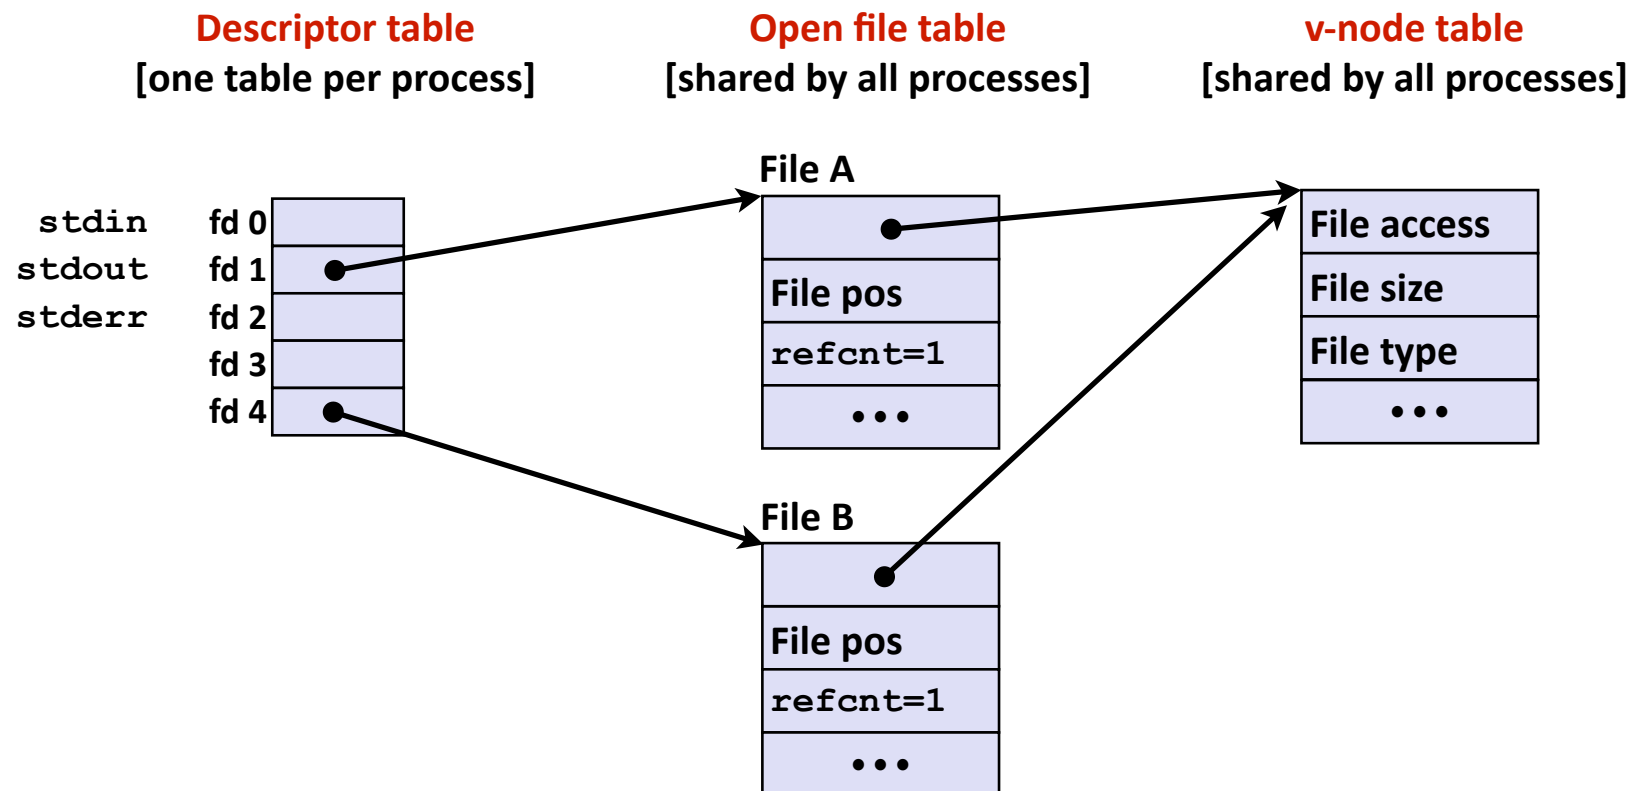 Descriptor table
[one table per process]
Open file table
[shared by all processes]
v-node table
[shared by all processes]
stdin fd 0
stdout fd 1
stderr fd 2
fd 3
fd 4
File A
File pos
refcnt=1
•••
File B
File pos
refcnt=1
•••
File access
File size
File type
•••